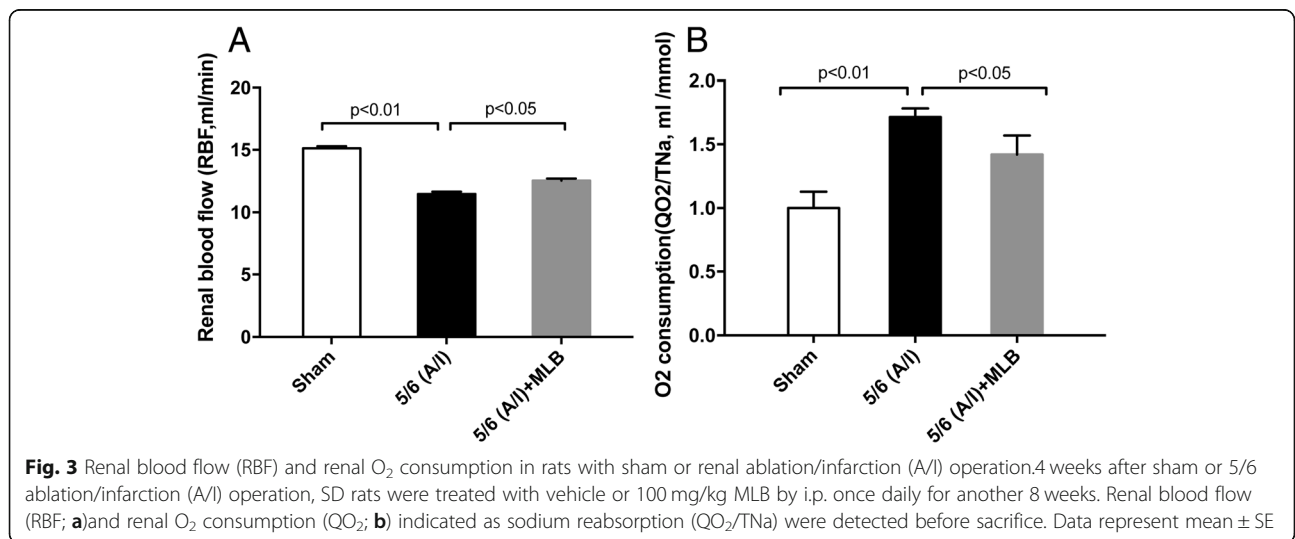 A
Renal blood flow (RBF,ml/min)
20
15
10
5
0
p<0.01
p<0.05
Sham
5/6 (A/I)
5/6 (A/I)+MLB
B
O2 consumption(QO2/TNa, ml /mmol)
2.0
1.5
1.0
0.5
0.0
p<0.01
p<0.05
Sham
5/6 (A/I)
5/6 (A/I)+MLB
Fig. 3 Renal blood flow (RBF) and renal O₂ consumption in rats with sham or renal ablation/infarction (A/I) operation.4 weeks after sham or 5/6
ablation/infarction (A/I) operation, SD rats were treated with vehicle or 100 mg/kg MLB by i.p. once daily for another 8 weeks. Renal blood flow
(RBF; a)and renal O₂ consumption (QO₂; b) indicated as sodium reabsorption (QO₂/TNa) were detected before sacrifice. Data represent mean ± SE